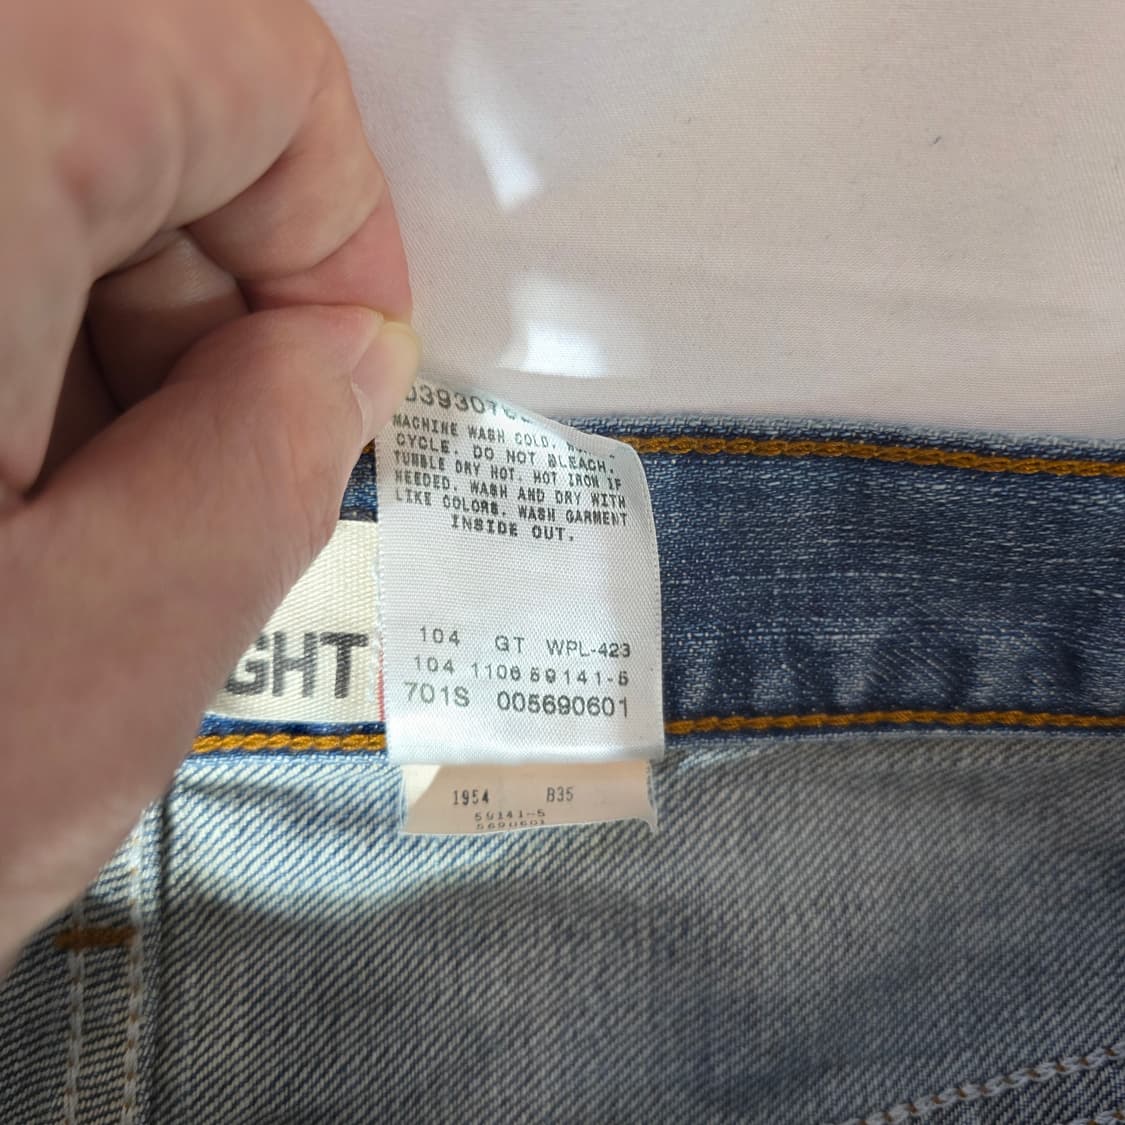 MACHINE WASH COLD.
CYCLE. DO NOT BLEACH.
TUMBLE DRY HOT. HOT IRON IF
NEEDED. WASH AND DRY WITH
LIKE COLORS. WASH GARMENT
INSIDE OUT.
GHT
104 GT WPL-423
104 1106 59141-5
701S 005690601
1954 B35
59141-5
5690601